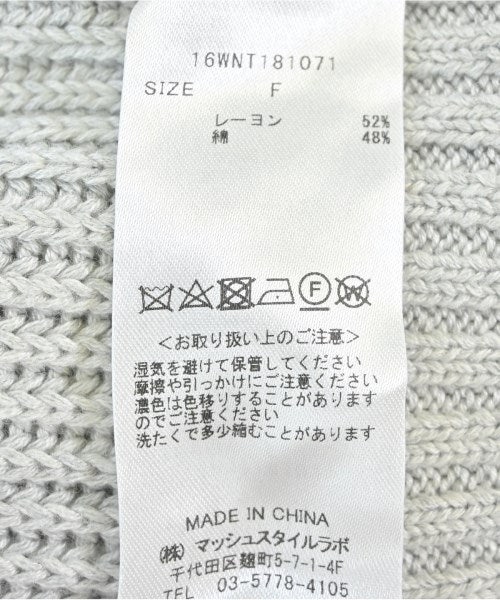 16WNT181071
SIZE F
レーヨン 52%
綿 48%
F W
<お取り扱い上のご注意>
湿気を避けて保管してください
摩擦や引っかけにご注意ください
濃色は色移りすることがあります
のでご注意ください
洗たくで多少縮むことがあります
MADE IN CHINA
(株) マッシュスタイルラボ
千代田区麹町5-7-1-4F
TEL 03-5778-4105